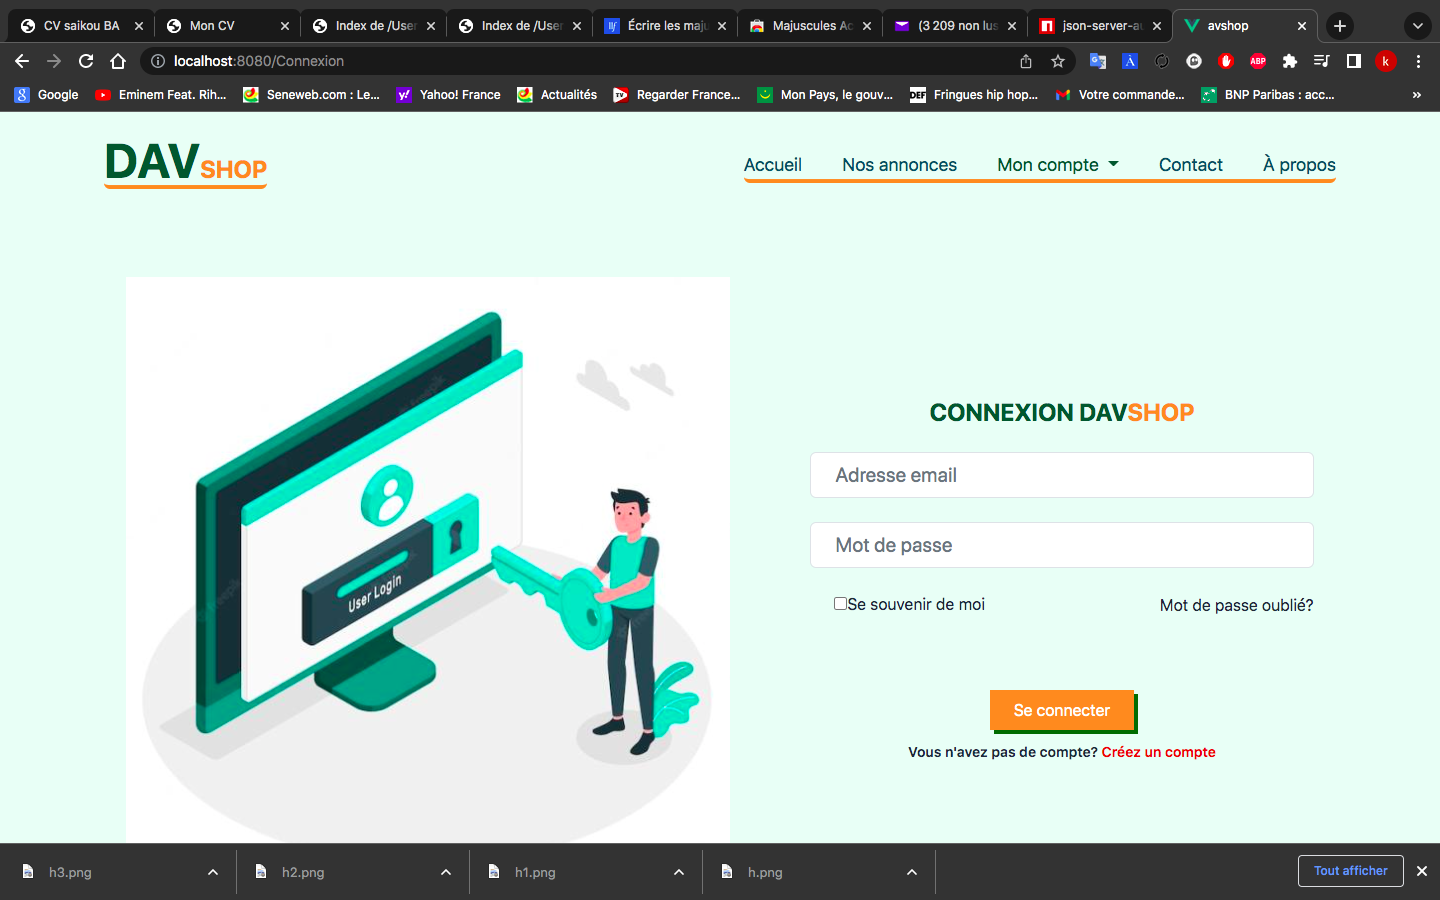 CV saikou BA
Mon CV
Index de /User
Index de /User
Écrire les maju
Majuscules Ac
(3 209 non lus
json-server-au
avshop
localhost:8080/Connexion
Google
Eminem Feat. Rih...
Seneweb.com : Le...
Yahoo! France
Actualités
Regarder France...
Mon Pays, le gouv...
Fringues hip hop...
Votre commande...
BNP Paribas : acc...
DAVSHOP
Accueil
Nos annonces
Mon compte
Contact
À propos
User Login
CONNEXION DAVSHOP
Adresse email
Mot de passe
Se souvenir de moi
Mot de passe oublié?
Se connecter
Vous n'avez pas de compte? Créez un compte
h3.png
h2.png
h1.png
h.png
Tout afficher